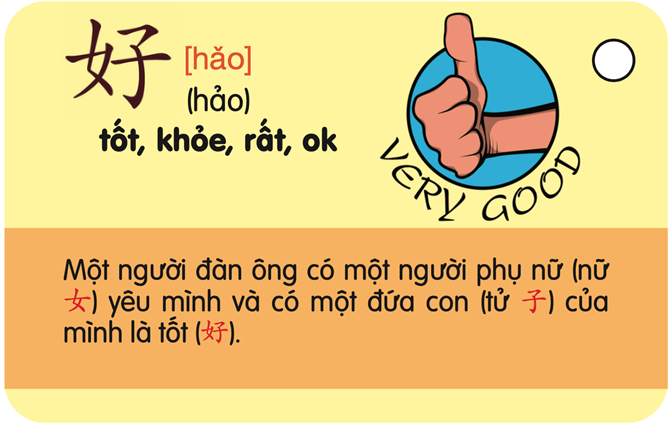 好 [hǎo]
(hảo)
tốt, khỏe, rất, ok
VERY GOOD
Một người đàn ông có một người phụ nữ (nữ
女) yêu mình và có một đứa con (tử 子) của
mình là tốt (好).